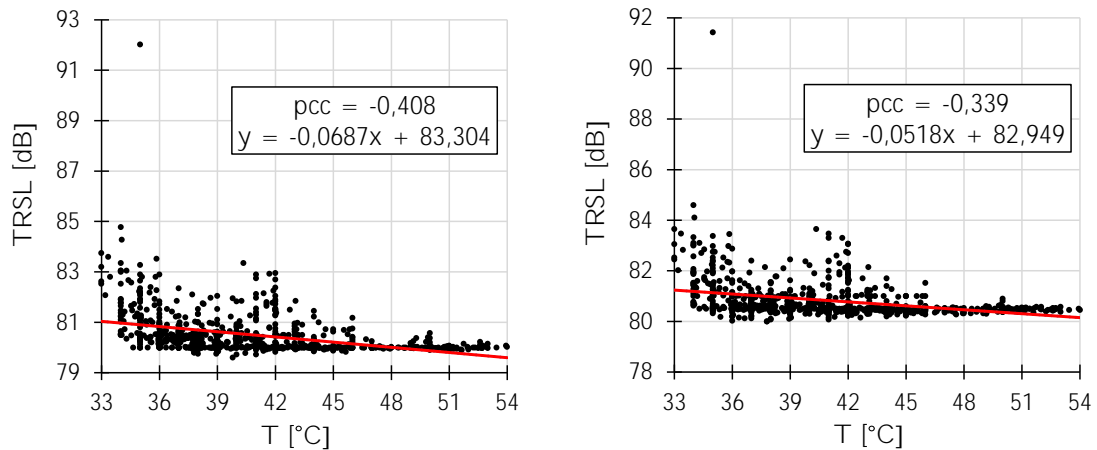 93
91
89
87
85
83
81
79
TRSL [dB]
pcc = -0,408
y = -0,0687x + 83,304
33 36 39 42 45 48 51 54
T [°C]
92
90
88
86
84
82
80
78
TRSL [dB]
pcc = -0,339
y = -0,0518x + 82,949
33 36 39 42 45 48 51 54
T [°C]